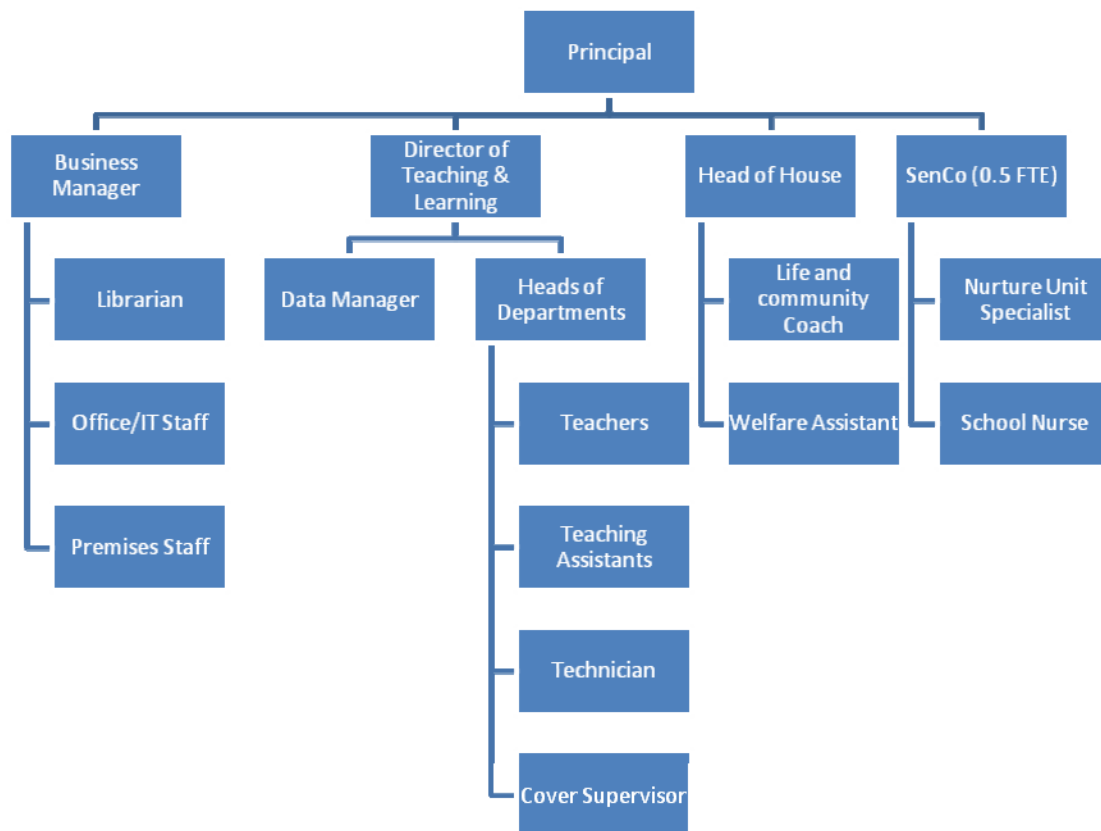 Principal
Business
Manager
Director of
Teaching &
Learning
Head of House
SenCo (0.5 FTE)
Librarian
Data Manager
Heads of
Departments
Life and
community
Coach
Nurture Unit
Specialist
Office/IT Staff
Teachers
Welfare Assistant
School Nurse
Premises Staff
Teaching
Assistants
Technician
Cover Supervisor